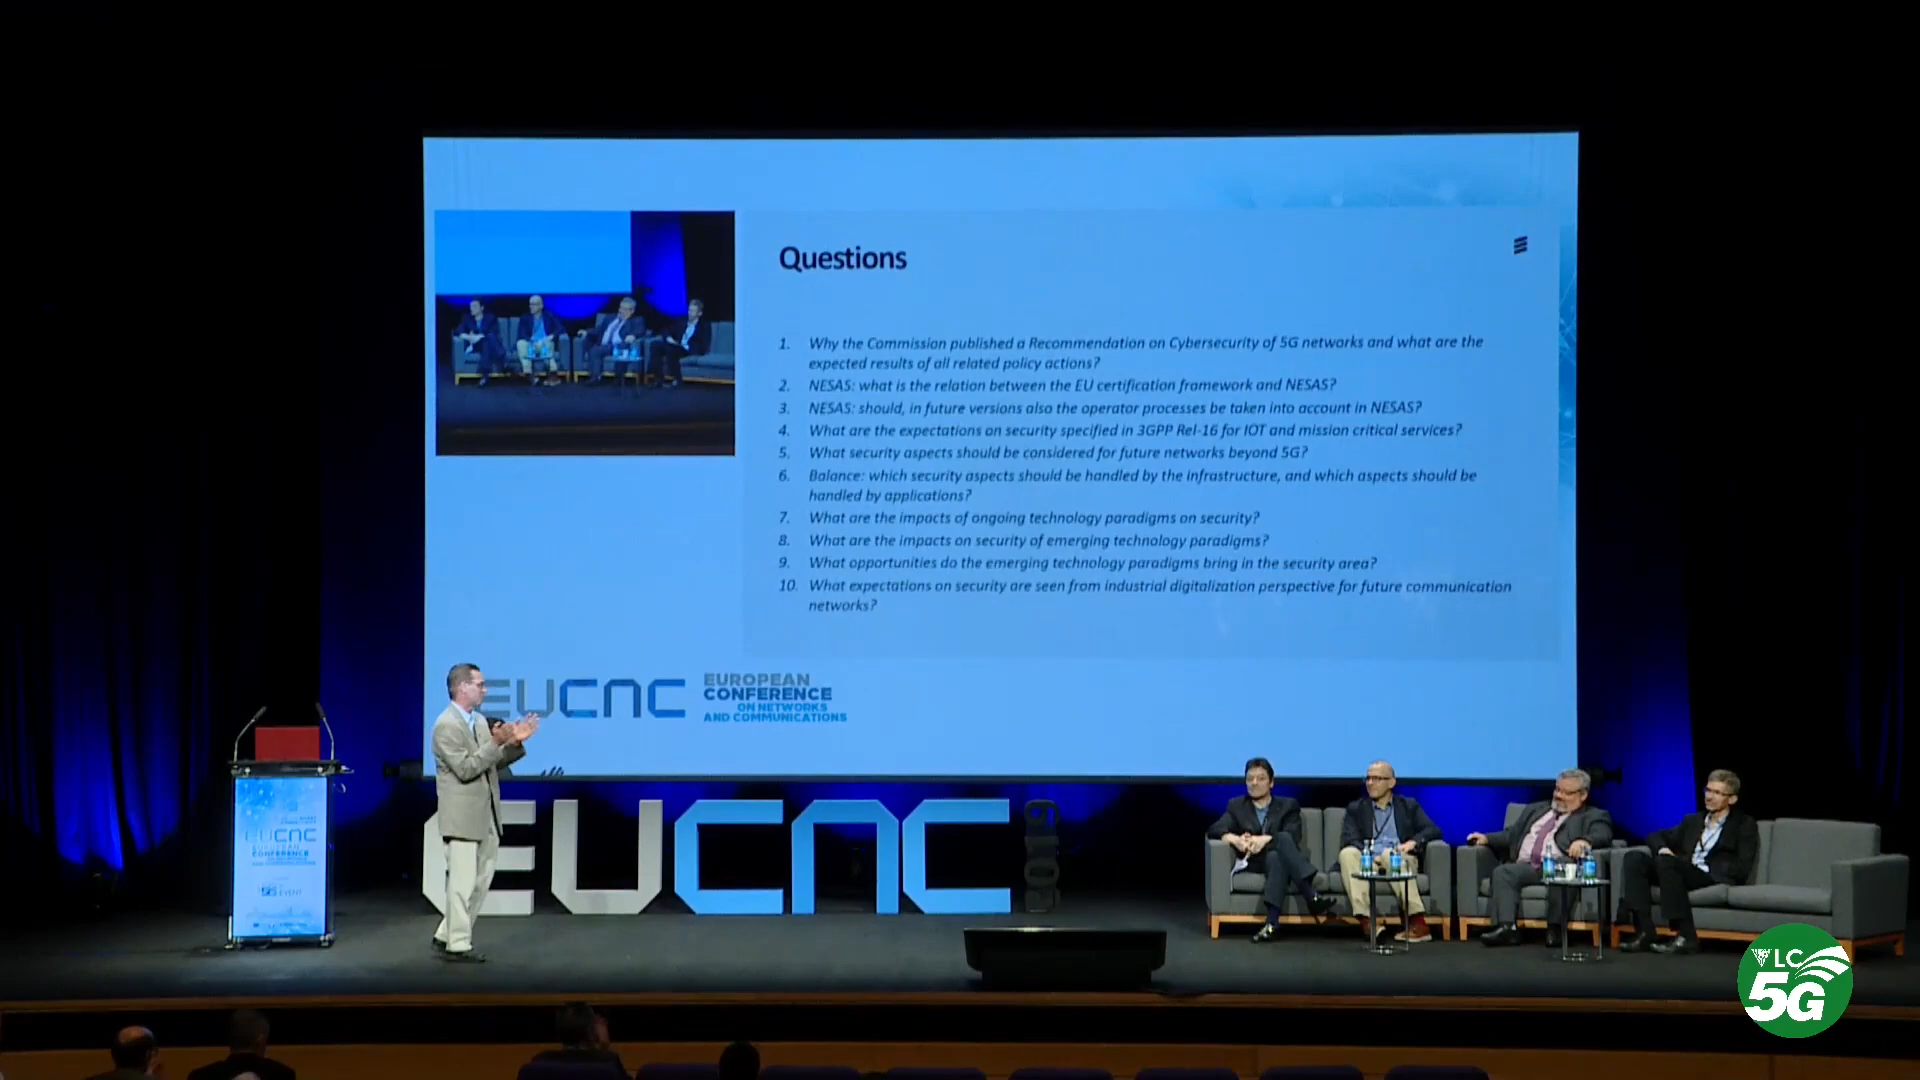 Questions
1. Why the Commission published a Recommendation on Cybersecurity of 5G networks and what are the
expected results of all related policy actions?
2. NESAS: what is the relation between the EU certification framework and NESAS?
3. NESAS: should, in future versions also the operator processes be taken into account in NESAS?
4. What are the expectations on security specified in 3GPP Rel-16 for IOT and mission critical services?
5. What security aspects should be considered for future networks beyond 5G?
6. Balance: which security aspects should be handled by the infrastructure, and which aspects should be
handled by applications?
7. What are the impacts of ongoing technology paradigms on security?
8. What are the impacts on security of emerging technology paradigms?
9. What opportunities do the emerging technology paradigms bring in the security area?
10. What expectations on security are seen from industrial digitalization perspective for future communication
networks?
EUCNC
EUROPEAN
CONFERENCE
ON NETWORKS
AND COMMUNICATIONS
EUCNC
EUCNC
EUROPEAN
CONFERENCE
EVENT
VLC
5G